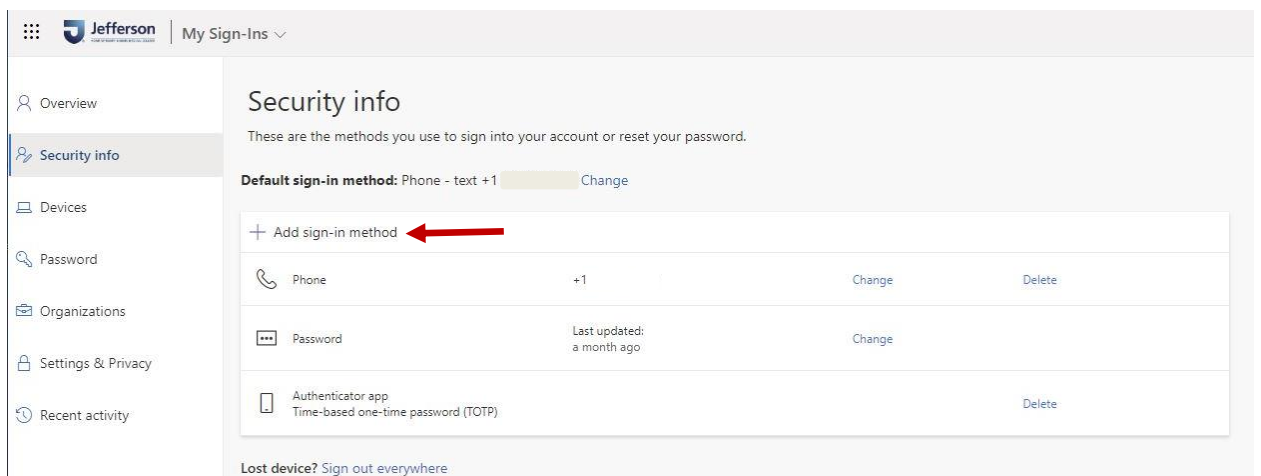 Jefferson
My Sign-Ins
Overview
Security info
Devices
Password
Organizations
Settings & Privacy
Recent activity
Security info
These are the methods you use to sign into your account or reset your password.
Default sign-in method: Phone - text +1 Change
Add sign-in method
Phone +1 Change Delete
Password Last updated:
a month ago Change
Authenticator app
Time-based one-time password (TOTP) Delete
Lost device? Sign out everywhere